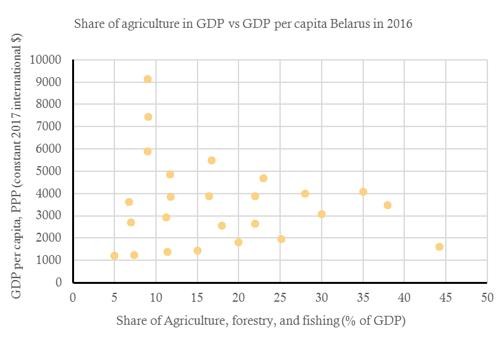 Share of agriculture in GDP vs GDP per capita Belarus in 2016
GDP per capita, PPP (constant 2017 international $)
10000
9000
8000
7000
6000
5000
4000
3000
2000
1000
0
0 5 10 15 20 25 30 35 40 45 50
Share of Agriculture, forestry, and fishing (% of GDP)